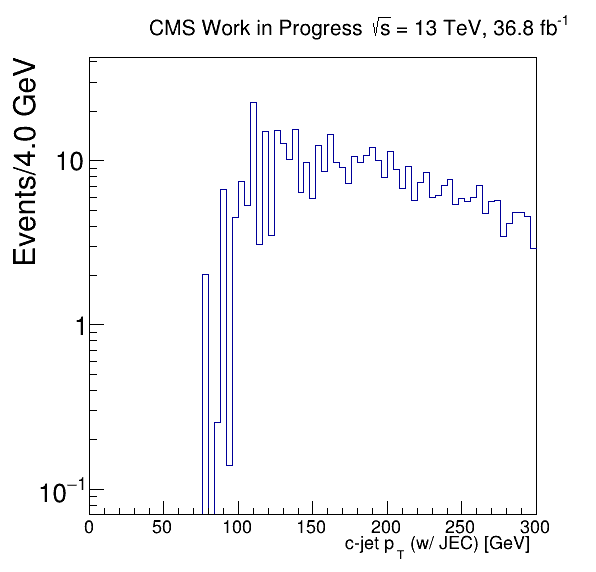 CMS Work in Progress √s = 13 TeV, 36.8 fb⁻¹
Events/4.0 GeV
10
1
10⁻¹
0 50 100 150 200 250 300
c-jet p_T (w/ JEC) [GeV]